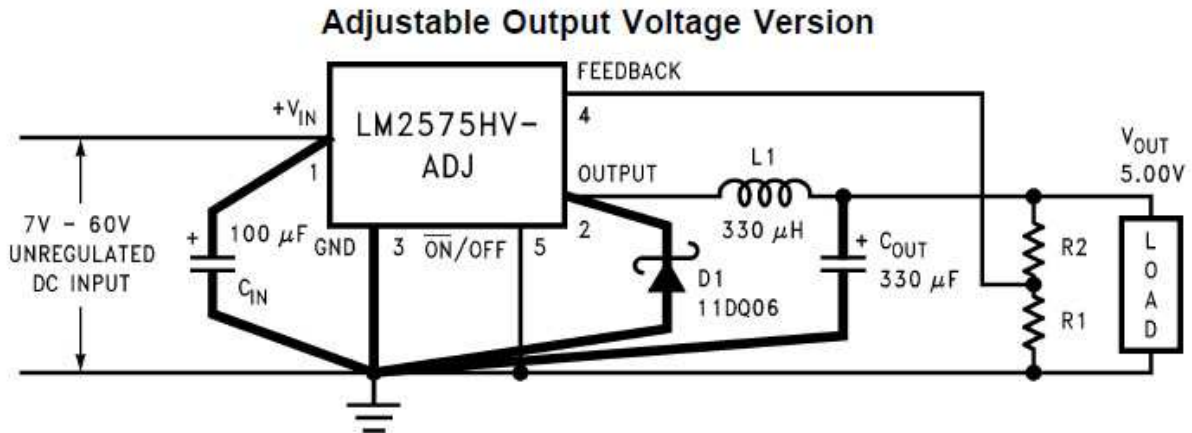 Adjustable Output Voltage Version
FEEDBACK
+VIN
LM2575HV-
ADJ
4
L1
VOUT
5.00V
1
OUTPUT
7V - 60V
UNREGULATED
DC INPUT
+
100 μF
CIN
GND
3
ON/OFF
5
2
330 μH
D1
11DQ06
+
COUT
330 μF
R2
R1
LOAD